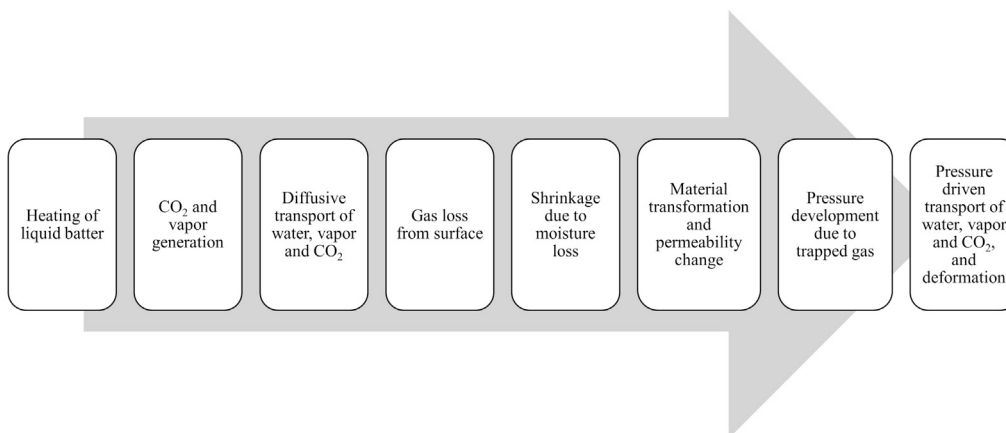 Heating of
liquid batter
CO₂ and
vapor
generation
Diffusive
transport of
water, vapor
and CO₂
Gas loss
from surface
Shrinkage
due to
moisture
loss
Material
transformation
and
permeability
change
Pressure
development
due to
trapped gas
Pressure
driven
transport of
water, vapor
and CO₂,
and
deformation